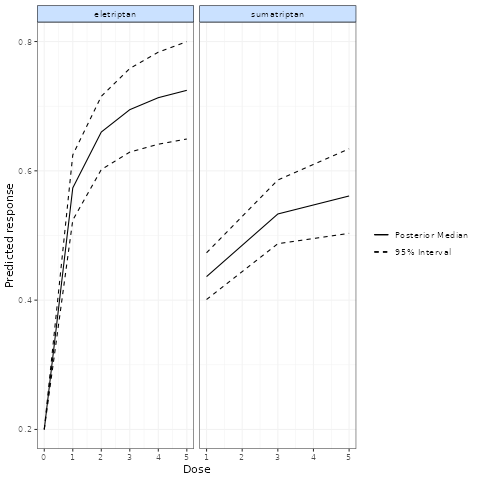 eletriptan sumatriptan
0.8
0.6
0.4
0.2
Predicted response
0 1 2 3 4 5 1 2 3 4 5
Dose
Posterior Median
95% Interval